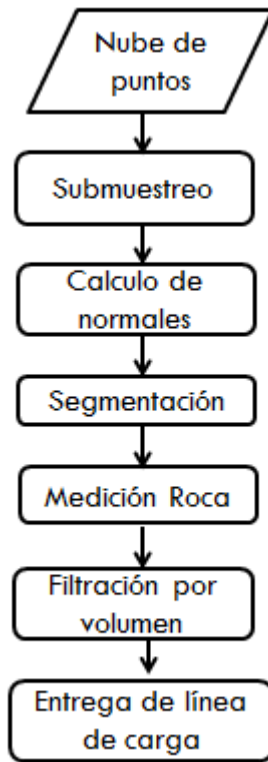 Nube de
puntos
Submuestreo
Calculo de
normales
Segmentación
Medición Roca
Filtración por
volumen
Entrega de línea
de carga